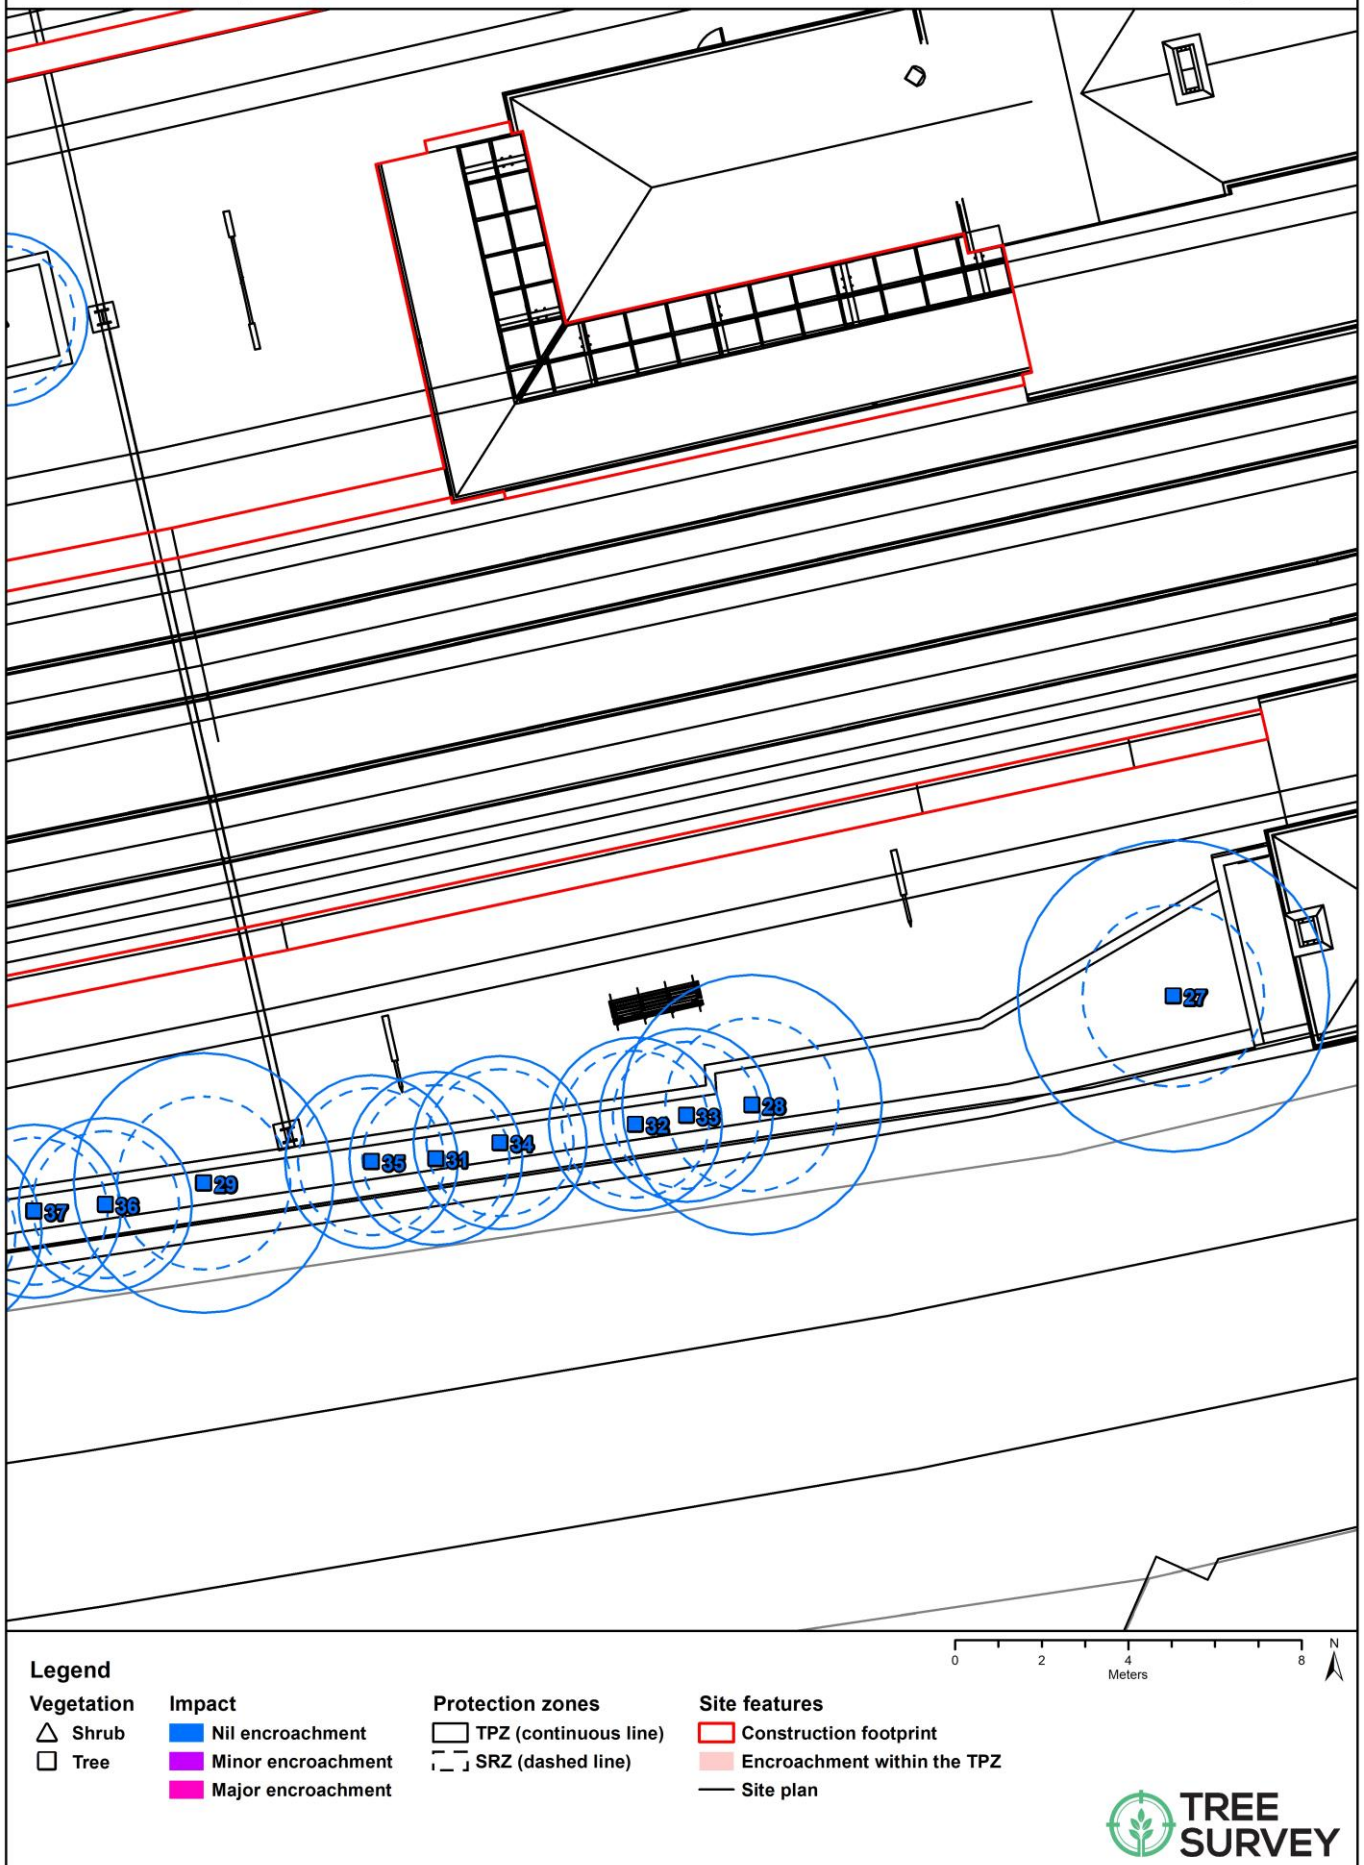 27
28
33
32
34
31
35
29
36
37
0 2 4 8
Meters
N
Legend
Vegetation Impact Protection zones Site features
Shrub Nil encroachment TPZ (continuous line) Construction footprint
Tree Minor encroachment SRZ (dashed line) Encroachment within the TPZ
Major encroachment Site plan
TREE
SURVEY